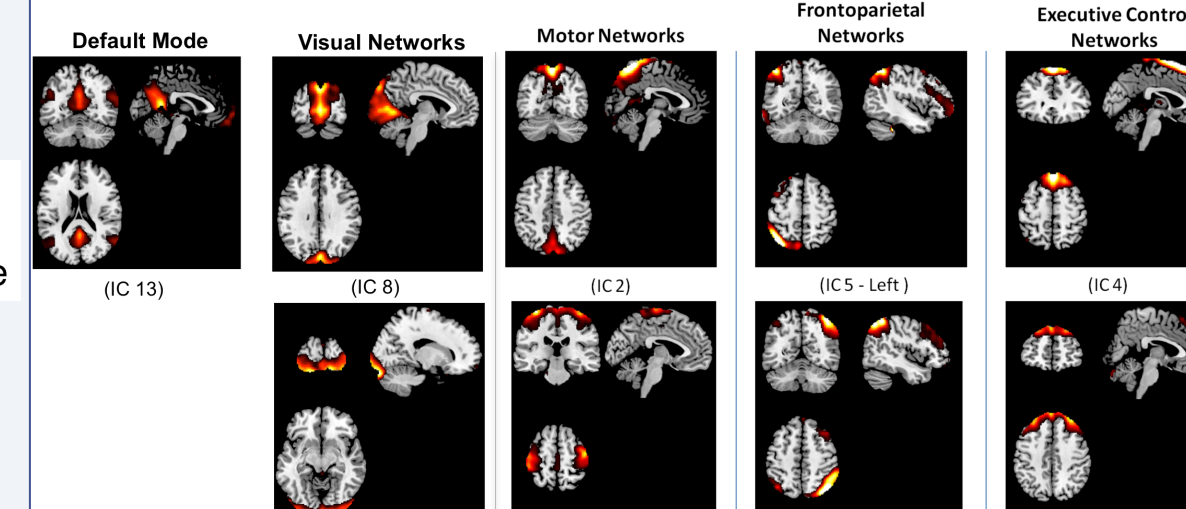 Default Mode
Visual Networks
Motor Networks
Frontoparietal
Networks
Executive Contro
Networks
e
(IC 13)
(IC 8)
(IC 2)
(IC 5 - Left )
(IC 4)